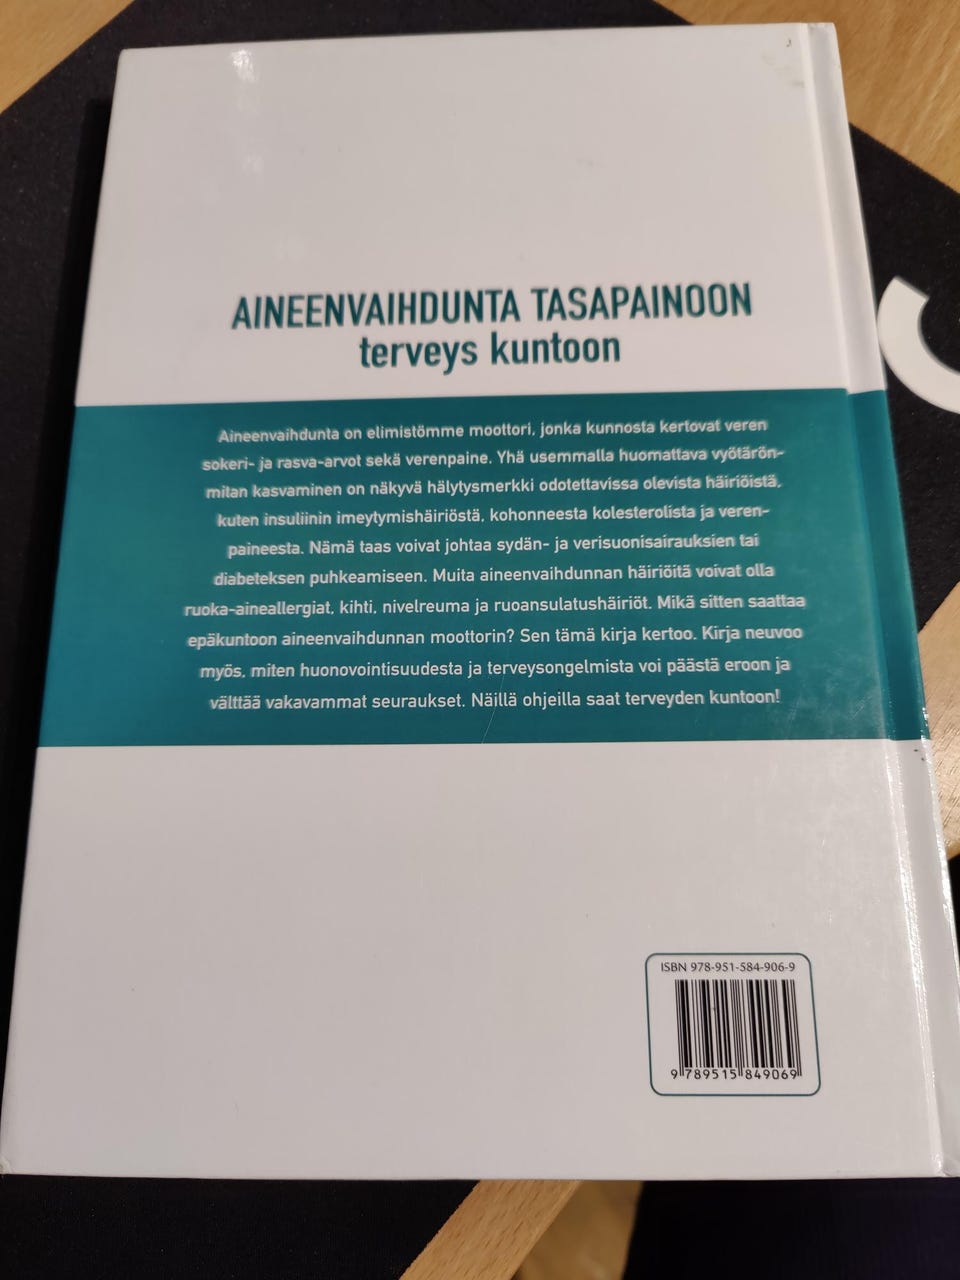 AINEENVAIHDUNTA TASAPAINOON
terveys kuntoon
Aineenvaihdunta on elimistömme moottori, jonka kunnosta kertovat veren
sokeri- ja rasva-arvot sekä verenpaine. Yhä usemmalla huomattava vyötärön-
mitan kasvaminen on näkyvä hälytysmerkki odotettavissa olevista häiriöistä,
kuten insuliinin imeytymishäiriöstä, kohonneesta kolesterolista ja veren-
paineesta. Nämä taas voivat johtaa sydän- ja verisuonisairauksien tai
diabeteksen puhkeamiseen. Muita aineenvaihdunnan häiriöitä voivat olla
ruoka-aineallergiat, kihti, nivelreuma ja ruoansulatushäiriöt. Mikä sitten saattaa
epäkuntoon aineenvaihdunnan moottorin? Sen tämä kirja kertoo. Kirja neuvoo
myös, miten huonovointisuudesta ja terveysongelmista voi päästä eroon ja
välttää vakavammat seuraukset. Näillä ohjeilla saat terveyden kuntoon!
ISBN 978-951-584-906-9
9 789515 849069